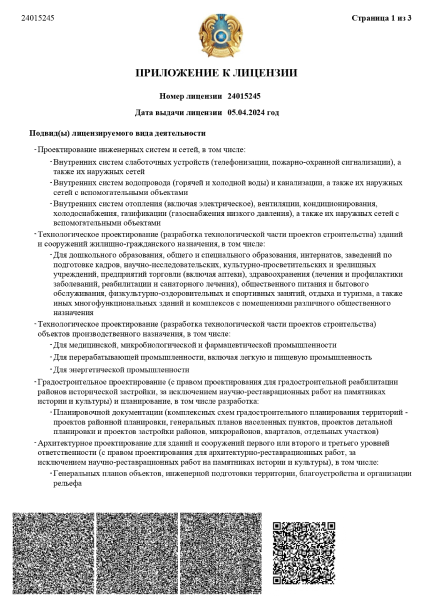 24015245
Страница 1 из 3
ПРИЛОЖЕНИЕ К ЛИЦЕНЗИИ
Номер лицензии 24015245
Дата выдачи лицензии 05.04.2024 год
Подвид(ы) лицензируемого вида деятельности
- Проектирование инженерных систем и сетей, в том числе:
- Внутренних систем слаботочных устройств (телефонизации, пожарно-охранной сигнализации), а
также их наружных сетей
- Внутренних систем водопровода (горячей и холодной воды) и канализации, а также их наружных
сетей с вспомогательными объектами
- Внутренних систем отопления (включая электрическое), вентиляции, кондиционирования,
холодоснабжения, газификации (газоснабжения низкого давления), а также их наружных сетей с
вспомогательными объектами
- Технологическое проектирование (разработка технологической части проектов строительства) зданий
и сооружений жилищно-гражданского назначения, в том числе:
- Для дошкольного образования, общего и специального образования, интернатов, заведений по
подготовке кадров, научно-исследовательских, культурно-просветительских и зрелищных
учреждений, предприятий торговли (включая аптеки), здравоохранения (лечения и профилактики
заболеваний, реабилитации и санаторного лечения), общественного питания и бытового
обслуживания, физкультурно-оздоровительных и спортивных занятий, отдыха и туризма, а также
иных многофункциональных зданий и комплексов с помещениями различного общественного
назначения
- Технологическое проектирование (разработка технологической части проектов строительства)
объектов производственного назначения, в том числе:
- Для медицинской, микробиологической и фармацевтической промышленности
- Для перерабатывающей промышленности, включая легкую и пищевую промышленность
- Для энергетической промышленности
- Градостроительное проектирование (с правом проектирования для градостроительной реабилитации
районов исторической застройки, за исключением научно-реставрационных работ на памятниках
истории и культуры) и планирование, в том числе разработка:
- Планировочной документации (комплексных схем градостроительного планирования территорий -
проектов районной планировки, генеральных планов населенных пунктов, проектов детальной
планировки и проектов застройки районов, микрорайонов, кварталов, отдельных участков)
- Архитектурное проектирование для зданий и сооружений первого или второго и третьего уровней
ответственности (с правом проектирования для архитектурно-реставрационных работ, за
исключением научно-реставрационных работ на памятниках истории и культуры), в том числе:
- Генеральных планов объектов, инженерной подготовки территории, благоустройства и организации
рельефа